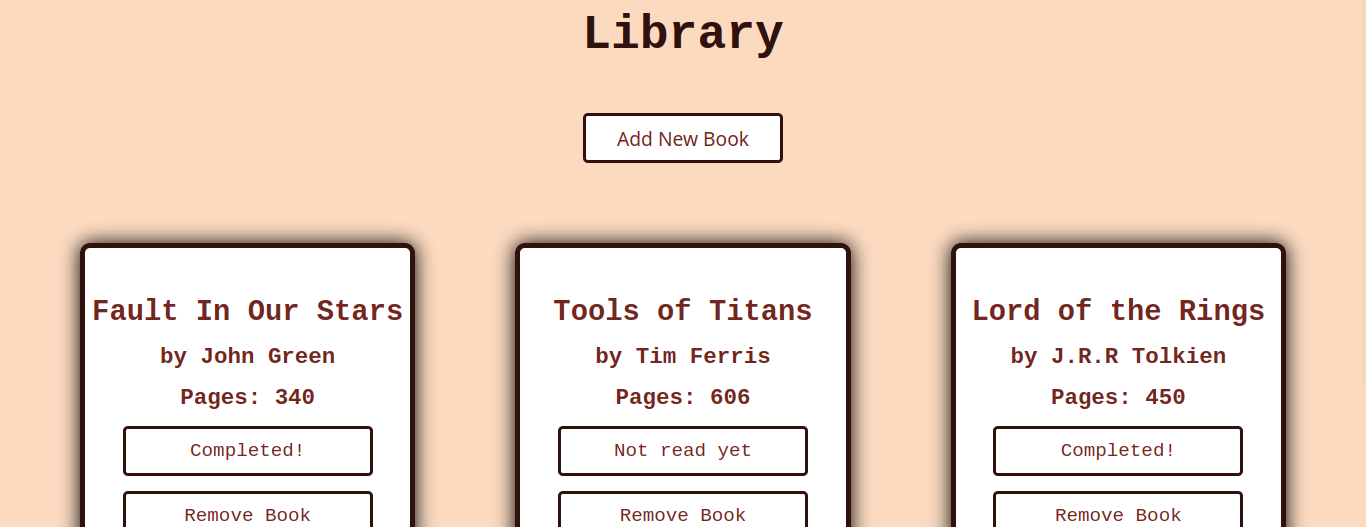 Library
Add New Book
Fault In Our Stars
by John Green
Pages: 340
Completed!
Remove Book
Tools of Titans
by Tim Ferris
Pages: 606
Not read yet
Remove Book
Lord of the Rings
by J.R.R Tolkien
Pages: 450
Completed!
Remove Book